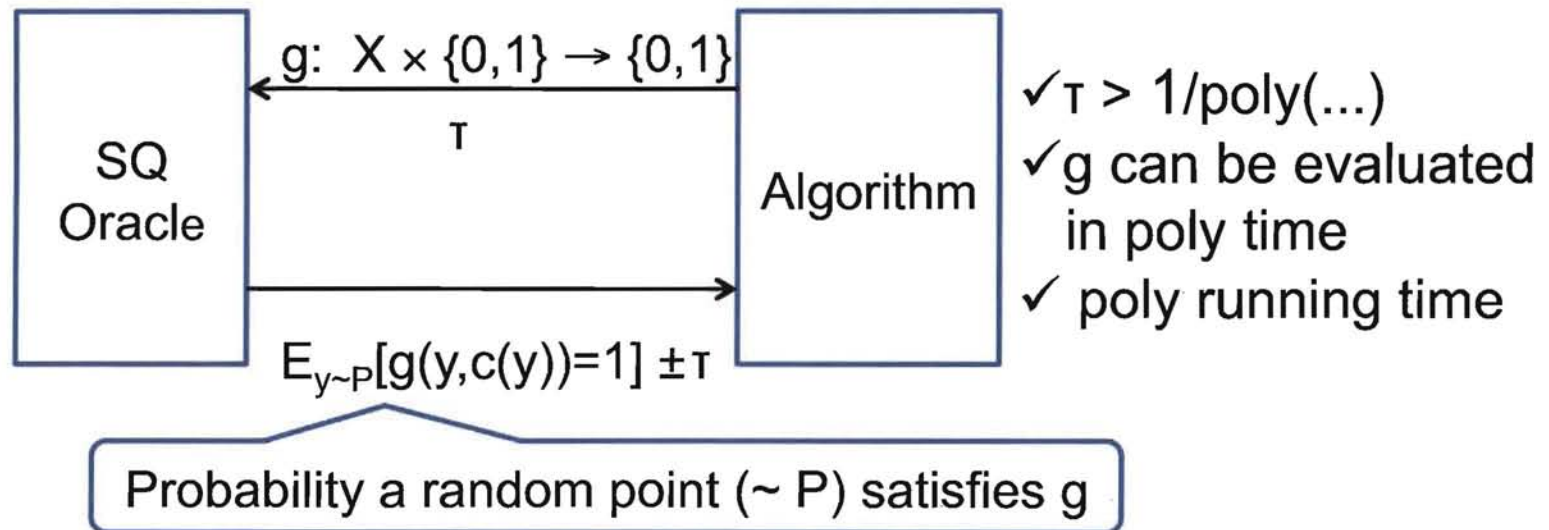 g: X × {0,1} → {0,1}
τ
SQ
Oracle
Algorithm
E_{y~P}[g(y,c(y))=1] ±τ
✓τ > 1/poly(...)
✓g can be evaluated
in poly time
✓ poly running time
Probability a random point (~ P) satisfies g